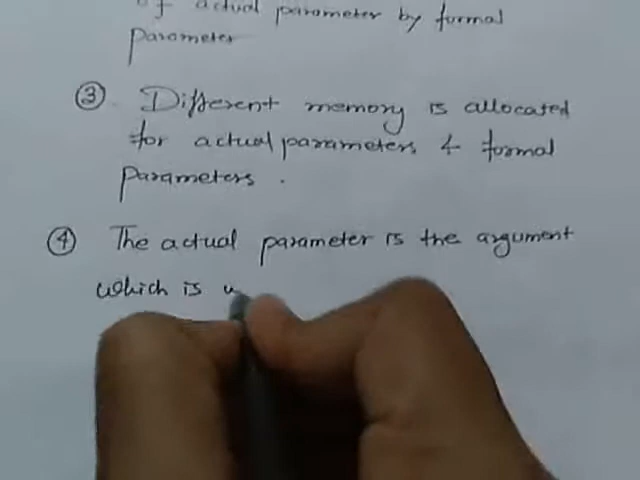 of actual parameter by formal
parameter
③ Different memory is allocated
for actual parameters & formal
parameters.
④ The actual parameter is the argument
which is